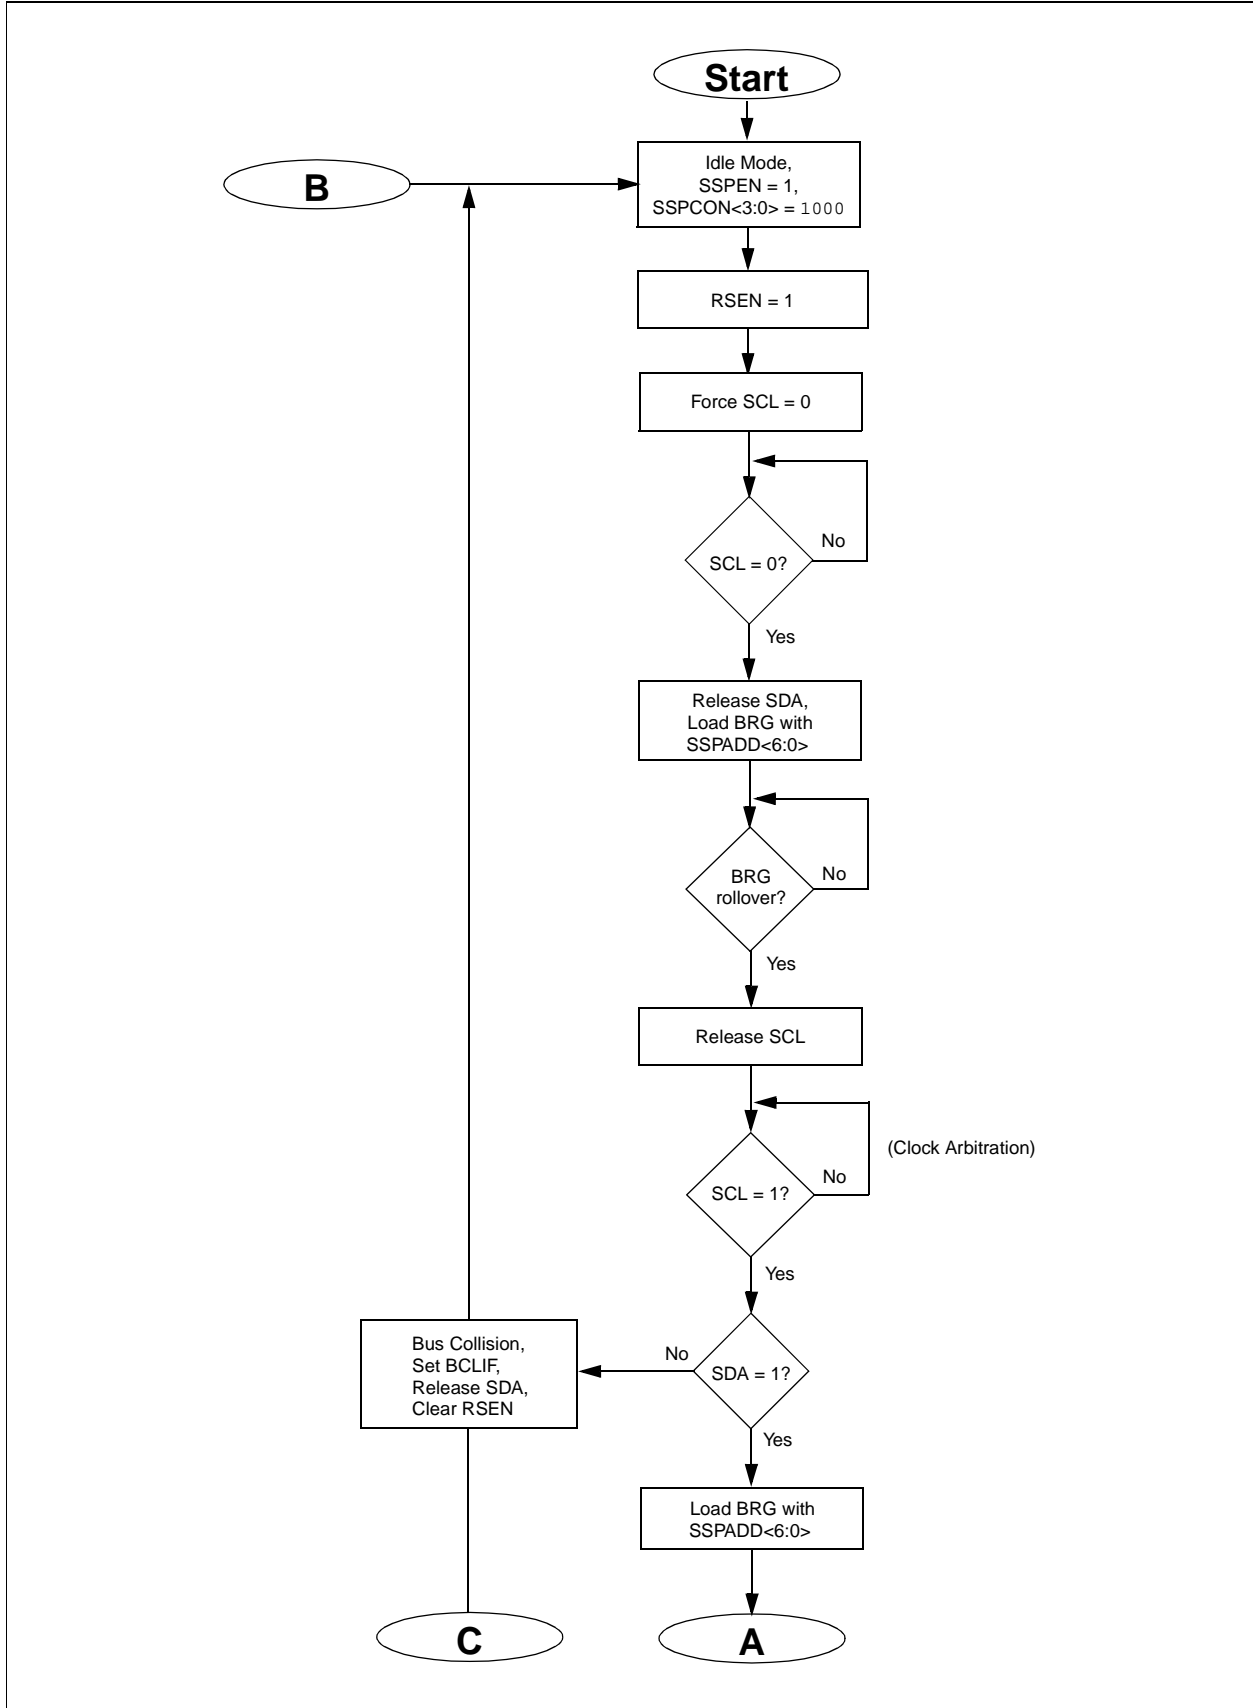 Start
Idle Mode,
SSPEN = 1,
SSPCON<3:0> = 1000
B
RSEN = 1
Force SCL = 0
SCL = 0?
No
Yes
Release SDA,
Load BRG with
SSPADD<6:0>
BRG
rollover?
No
Yes
Release SCL
(Clock Arbitration)
SCL = 1?
No
Yes
SDA = 1?
No
Bus Collision,
Set BCLIF,
Release SDA,
Clear RSEN
Yes
Load BRG with
SSPADD<6:0>
C
A